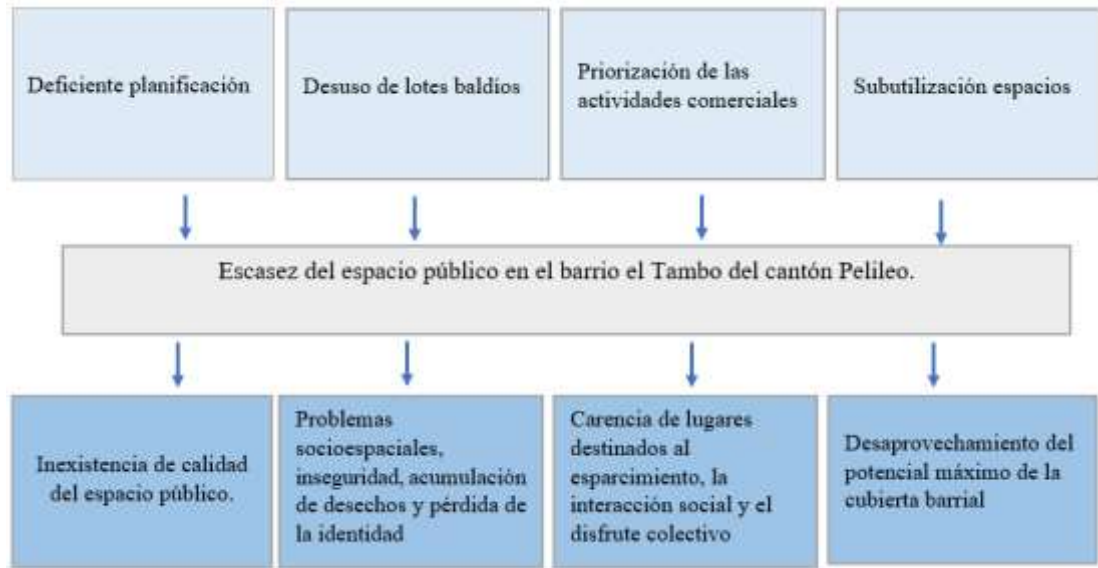 Deficiente planificación
Desuso de lotes baldíos
Priorización de las
actividades comerciales
Subutilización espacios
Escasez del espacio público en el barrio el Tambo del cantón Pelileo.
Inexistencia de calidad
del espacio público.
Problemas
socioespaciales,
inseguridad, acumulación
de desechos y pérdida de
la identidad
Carencia de lugares
destinados al
esparcimiento, la
interacción social y el
disfrute colectivo
Desaprovechamiento del
potencial máximo de la
cubierta barrial